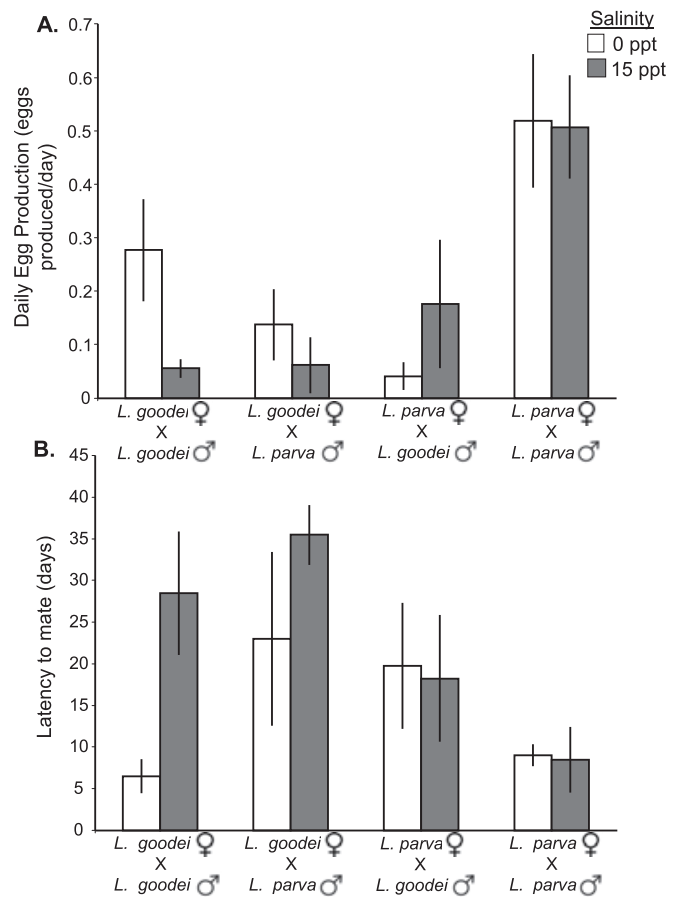 A.
Salinity
0 ppt
15 ppt
Daily Egg Production (eggs
produced/day)
0.7
0.6
0.5
0.4
0.3
0.2
0.1
0
L. goodei ♀ L. goodei ♀ L. parva ♀ L. parva ♀
X X X X
L. goodei ♂ L. parva ♂ L. goodei ♂ L. parva ♂
B.
Latency to mate (days)
45
40
35
30
25
20
15
10
5
0
L. goodei ♀ L. goodei ♀ L. parva ♀ L. parva ♀
X X X X
L. goodei ♂ L. parva ♂ L. goodei ♂ L. parva ♂